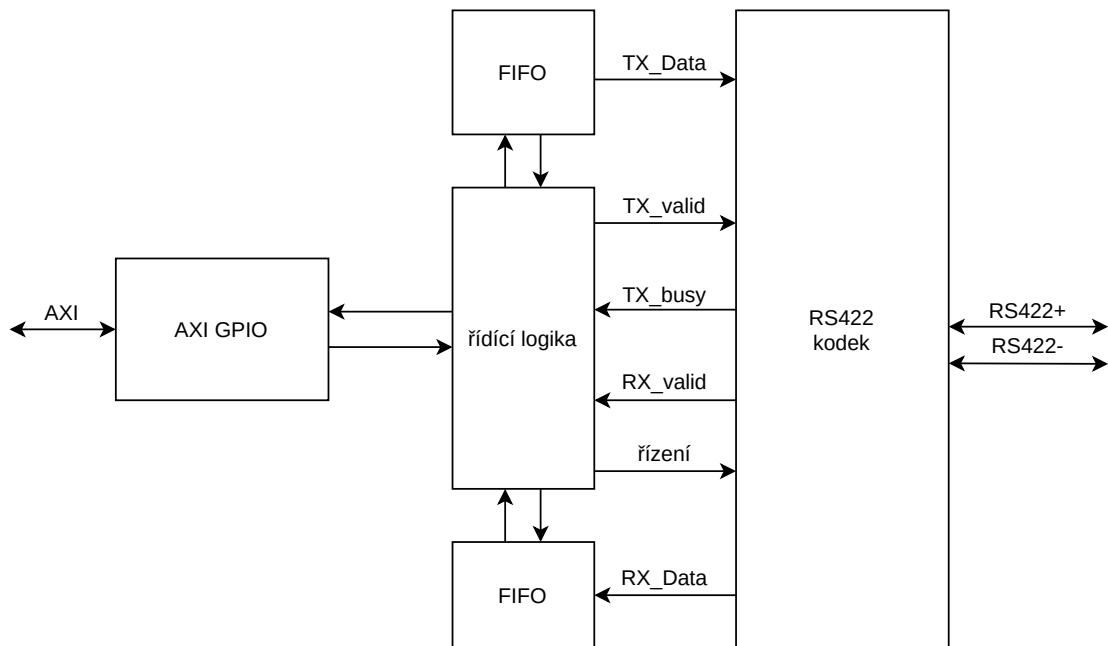 FIFO
TX_Data
TX_valid
AXI
AXI GPIO
řídící logika
TX_busy
RS422
kodek
RS422+
RS422-
RX_valid
řízení
FIFO
RX_Data